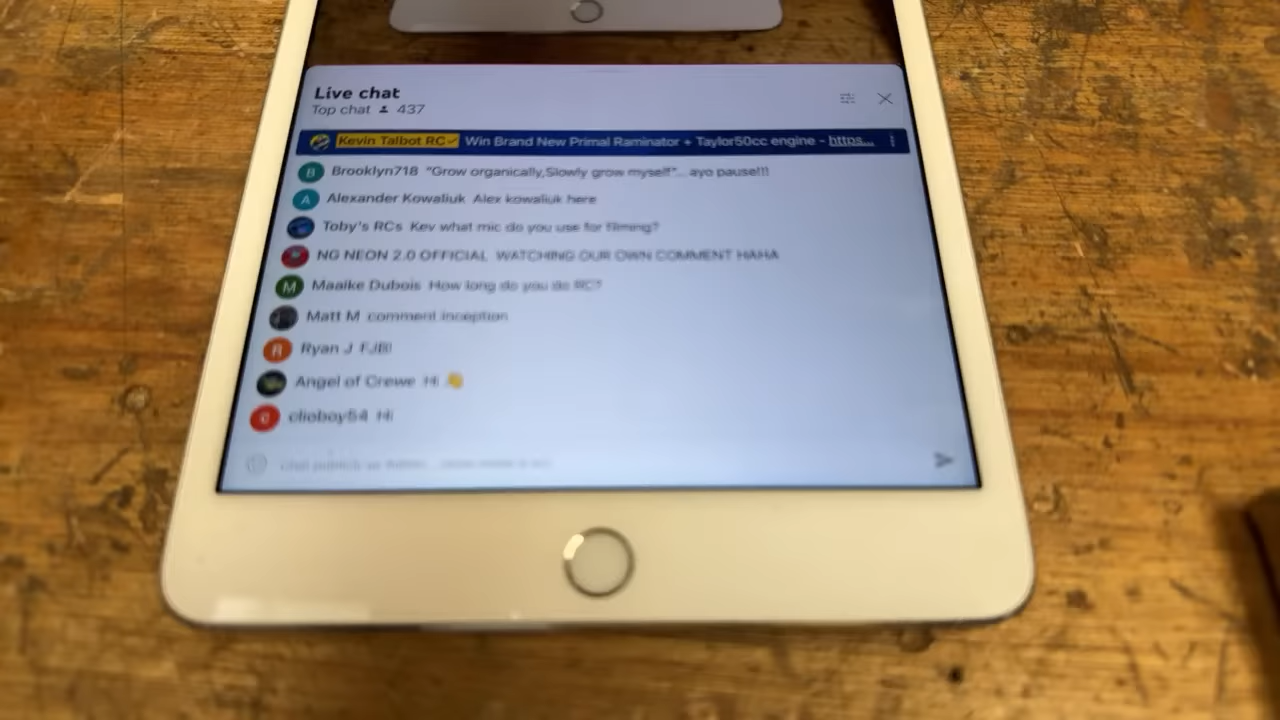 Live chat
Top chat 437
Kevin Talbot RC Win Brand New Primal Raminator + Taylor50cc engine - https...
B Brooklyn718 "Grow organically,Slowly grow myself"... ayo pause!!!
A Alexander Kowaliuk Alex kowaliuk here
Toby's RCs Kev what mic do you use for filming?
NG NEON 2.0 OFFICIAL WATCHING OUR OWN COMMENT HAHA
M Maaike Dubois How long do you do RC?
Matt M comment inception
R Ryan J FJB!
Angel of Crewe Hi 👋
c clioboy54 Hi